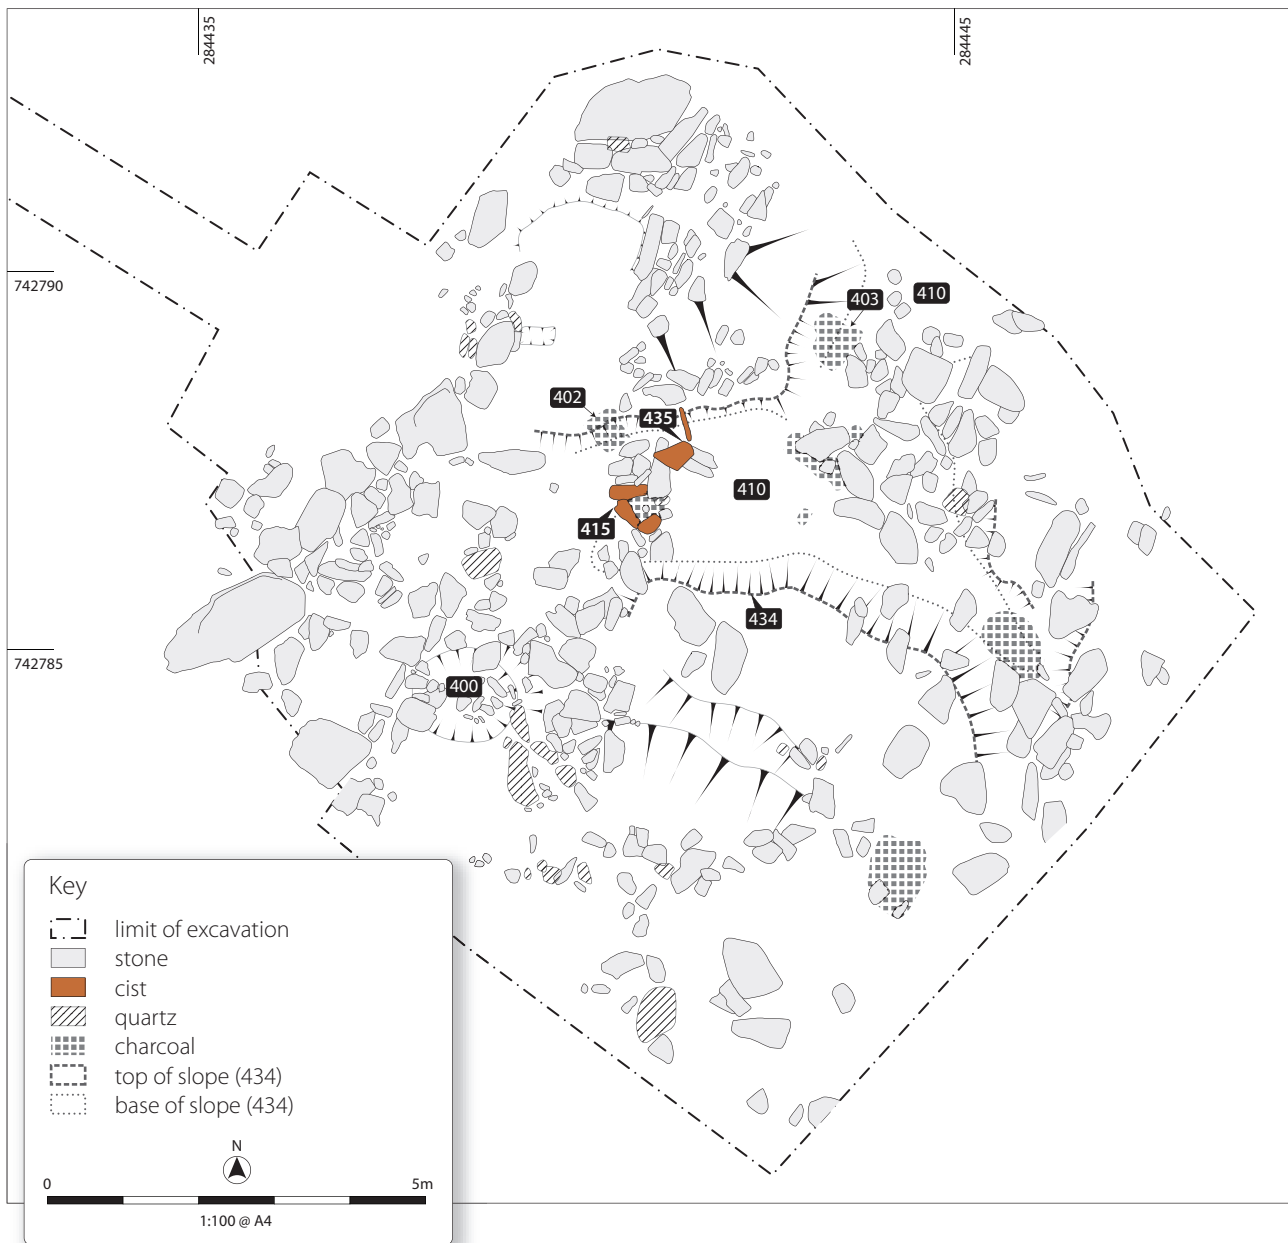 284435
284445
742790
403
410
402
435
410
415
434
742785
400
Key
limit of excavation
stone
cist
quartz
charcoal
top of slope (434)
base of slope (434)
N
0 5m
1:100 @ A4